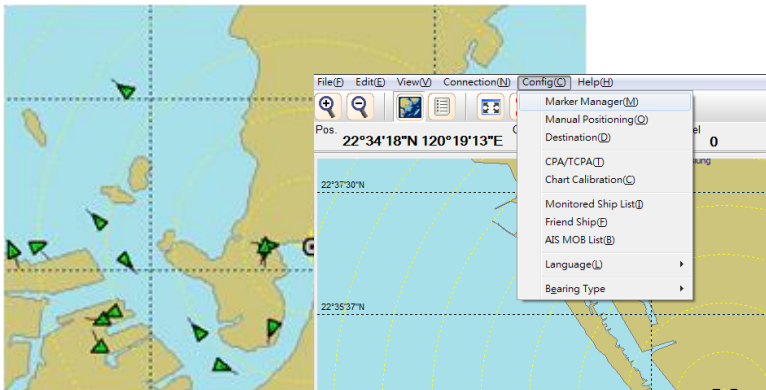 File(F) Edit(E) View(V) Connection(N) Config(C) Help(H)
Marker Manager(M)
Manual Positioning(O)
Destination(D)
CPA/TCPA(T)
Chart Calibration(C)
Monitored Ship List(I)
Friend Ship(F)
AIS MOB List(B)
Language(L)
Bearing Type
Pos.
22°34'18"N 120°19'13"E
0
22°37'30"N
22°35'37"N